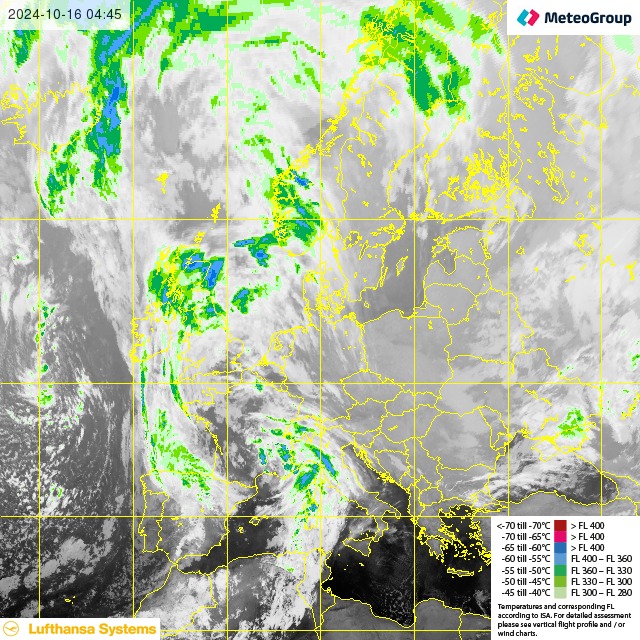 2024-10-16 04:45
MeteoGroup
<-70 till -70°C > FL 400
-70 till -65°C > FL 400
-65 till -60°C > FL 400
-60 till -55°C FL 400 – FL 360
-55 till -50°C FL 360 – FL 330
-50 till -45°C FL 330 – FL 300
-45 till -40°C FL 300 – FL 280
Temperatures and corresponding FL
according to ISA. For detailed assessment
please see vertical flight profile and / or
wind charts.
Lufthansa Systems